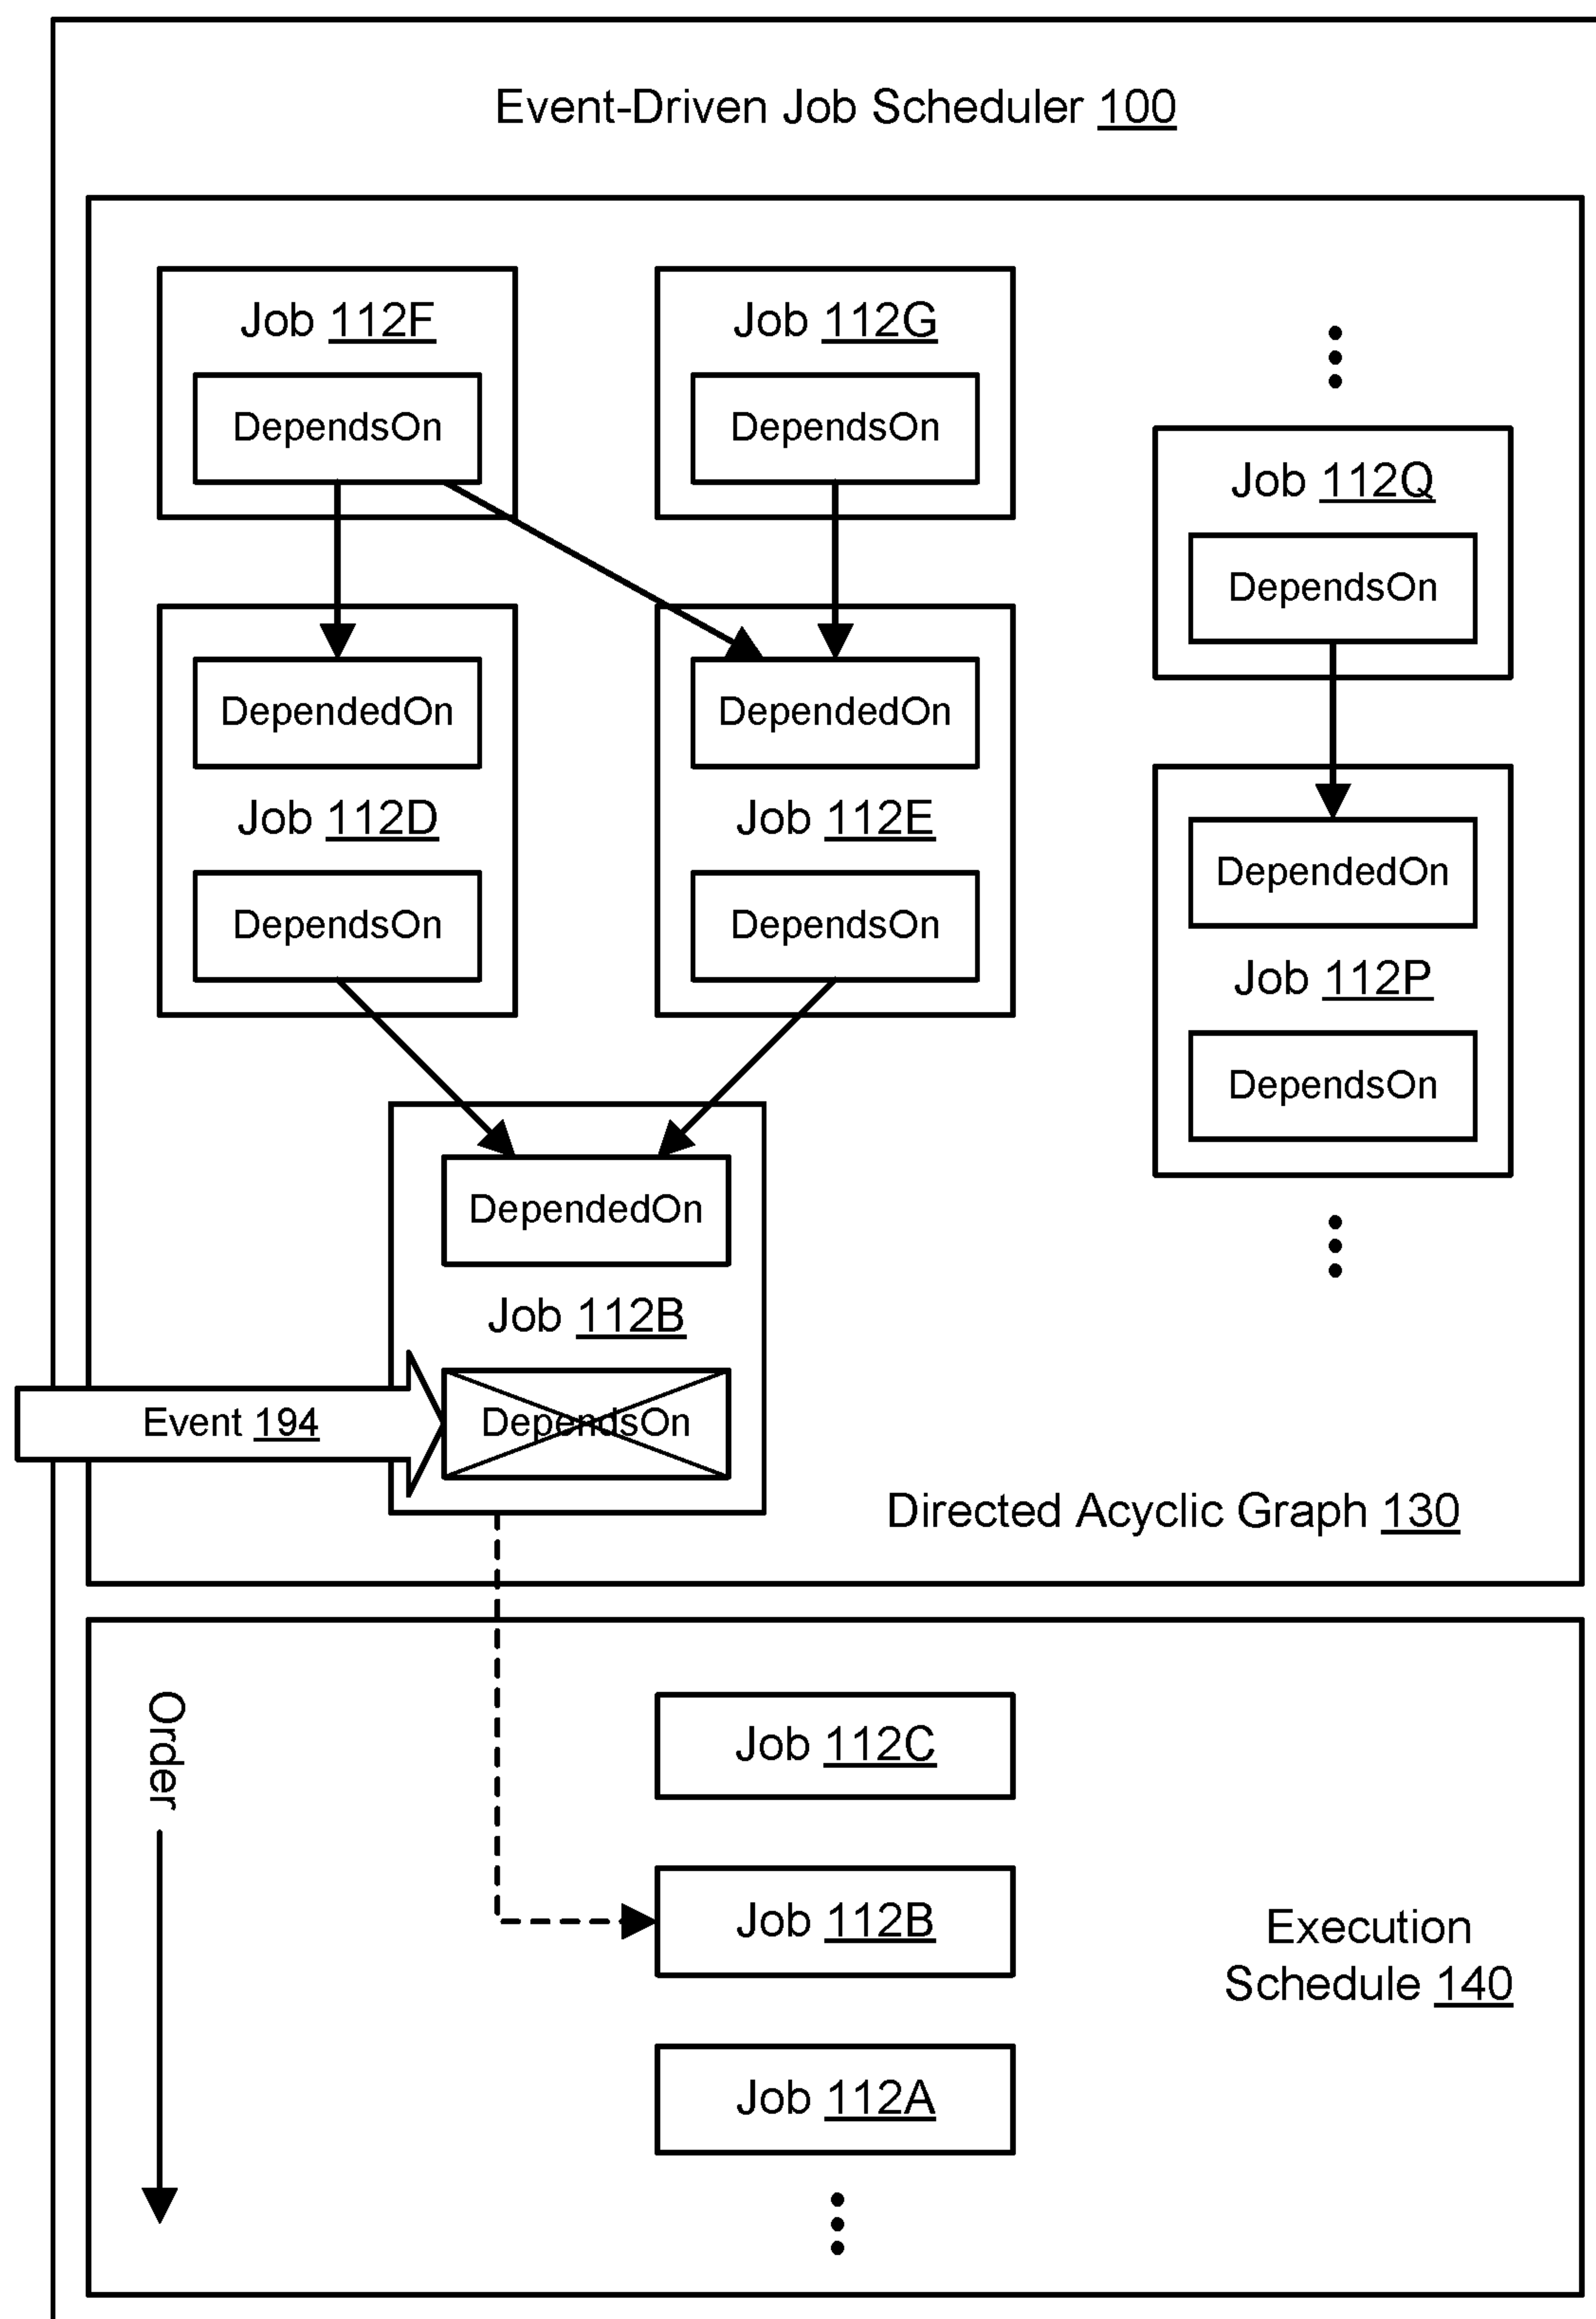 Event-Driven Job Scheduler 100
Job 112F
DependsOn
Job 112G
DependsOn
Job 112Q
DependsOn
DependedOn
Job 112D
DependsOn
DependedOn
Job 112E
DependsOn
DependedOn
Job 112P
DependsOn
DependedOn
Job 112B
DependsOn
Event 194
Directed Acyclic Graph 130
Order
Job 112C
Job 112B
Job 112A
Execution
Schedule 140